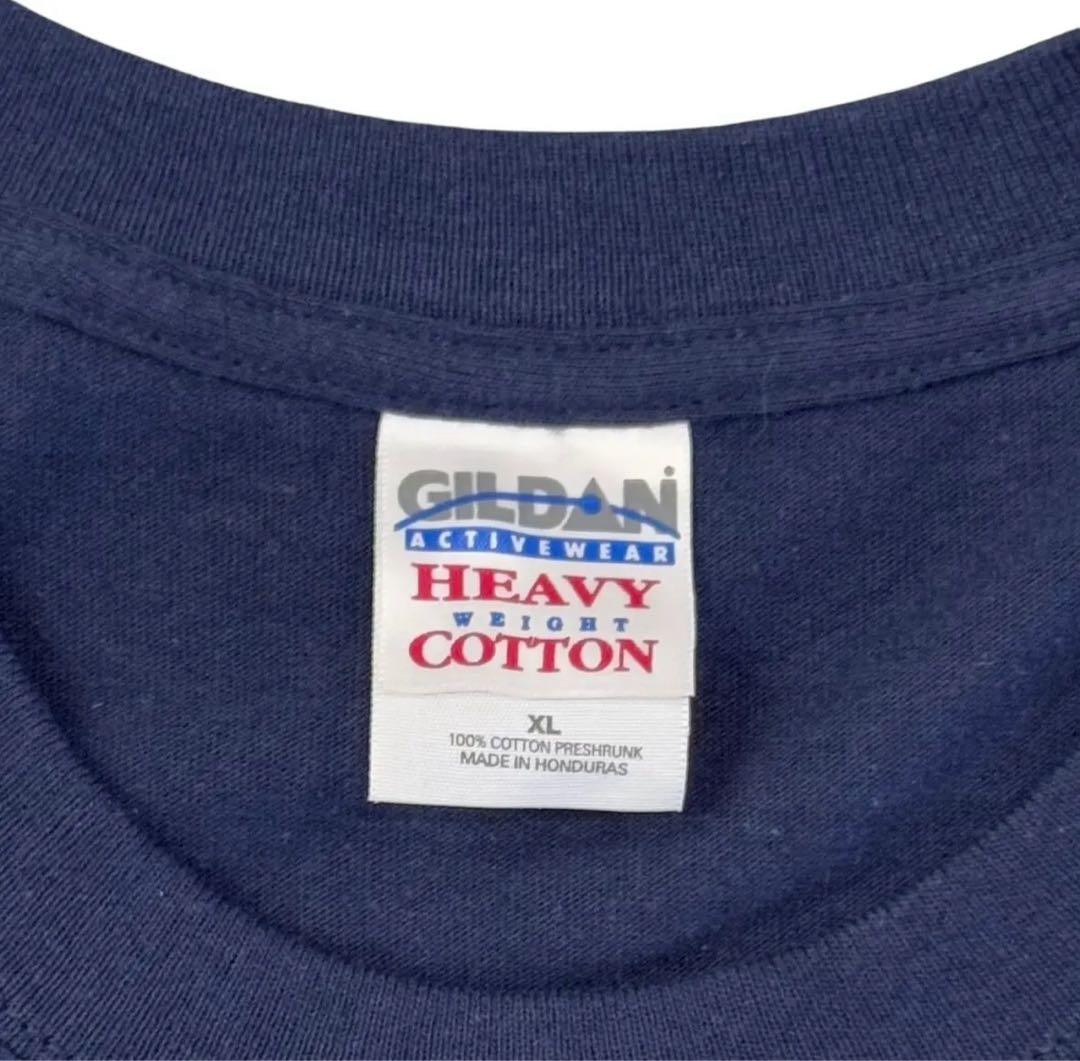 GILDAN
ACTIVEWEAR
HEAVY
WEIGHT
COTTON
XL
100% COTTON PRESHRUNK
MADE IN HONDURAS